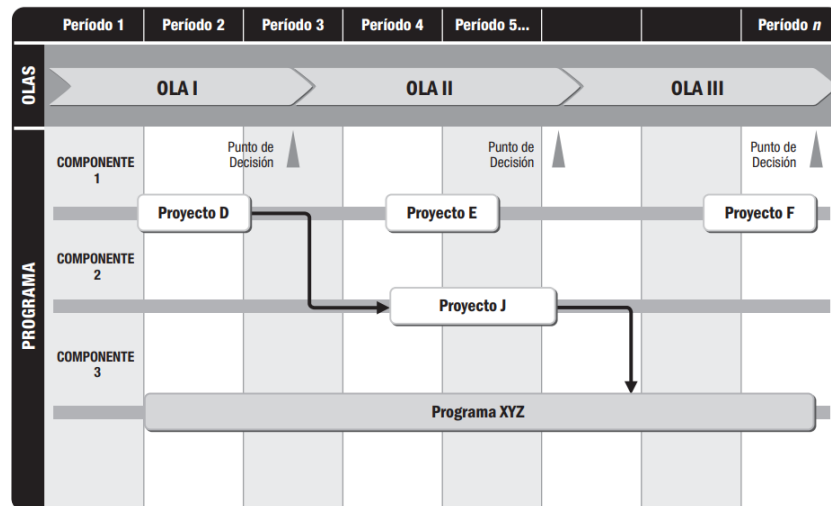 Período 1
Período 2
Período 3
Período 4
Período 5...
Período n
OLAS
OLA I
OLA II
OLA III
PROGRAMA
Punto de
Decisión
Punto de
Decisión
Punto de
Decisión
COMPONENTE
1
Proyecto D
Proyecto E
Proyecto F
COMPONENTE
2
Proyecto J
COMPONENTE
3
Programa XYZ